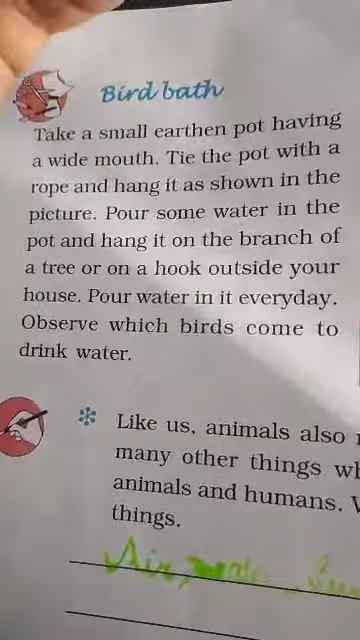 Bird bath
Take a small earthen pot having
a wide mouth. Tie the pot with a
rope and hang it as shown in the
picture. Pour some water in the
pot and hang it on the branch of
a tree or on a hook outside your
house. Pour water in it everyday.
Observe which birds come to
drink water.
* Like us, animals also
many other things
animals and humans.
things.
Air,